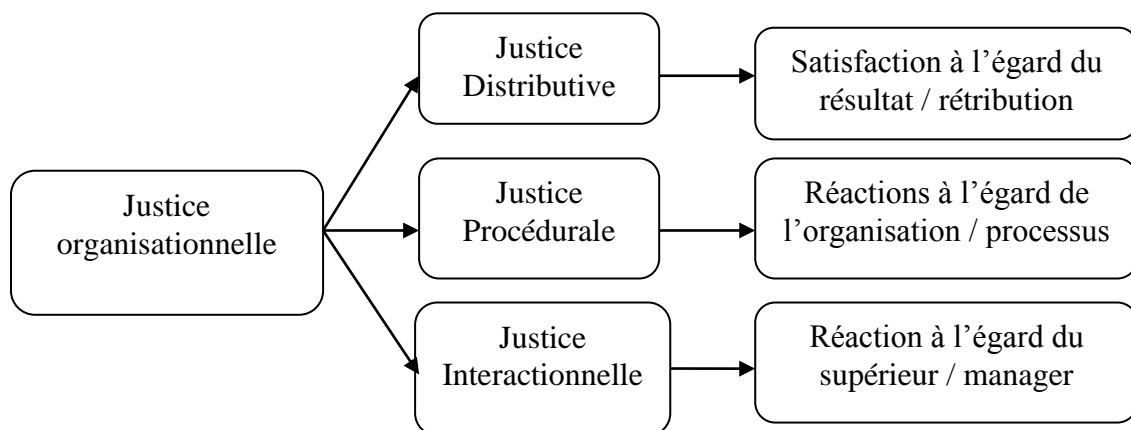 Justice
organisationnelle
Justice
Distributive
Satisfaction à l’égard du
résultat / rétribution
Justice
Procédurale
Réactions à l’égard de
l’organisation / processus
Justice
Interactionnelle
Réaction à l’égard du
supérieur / manager